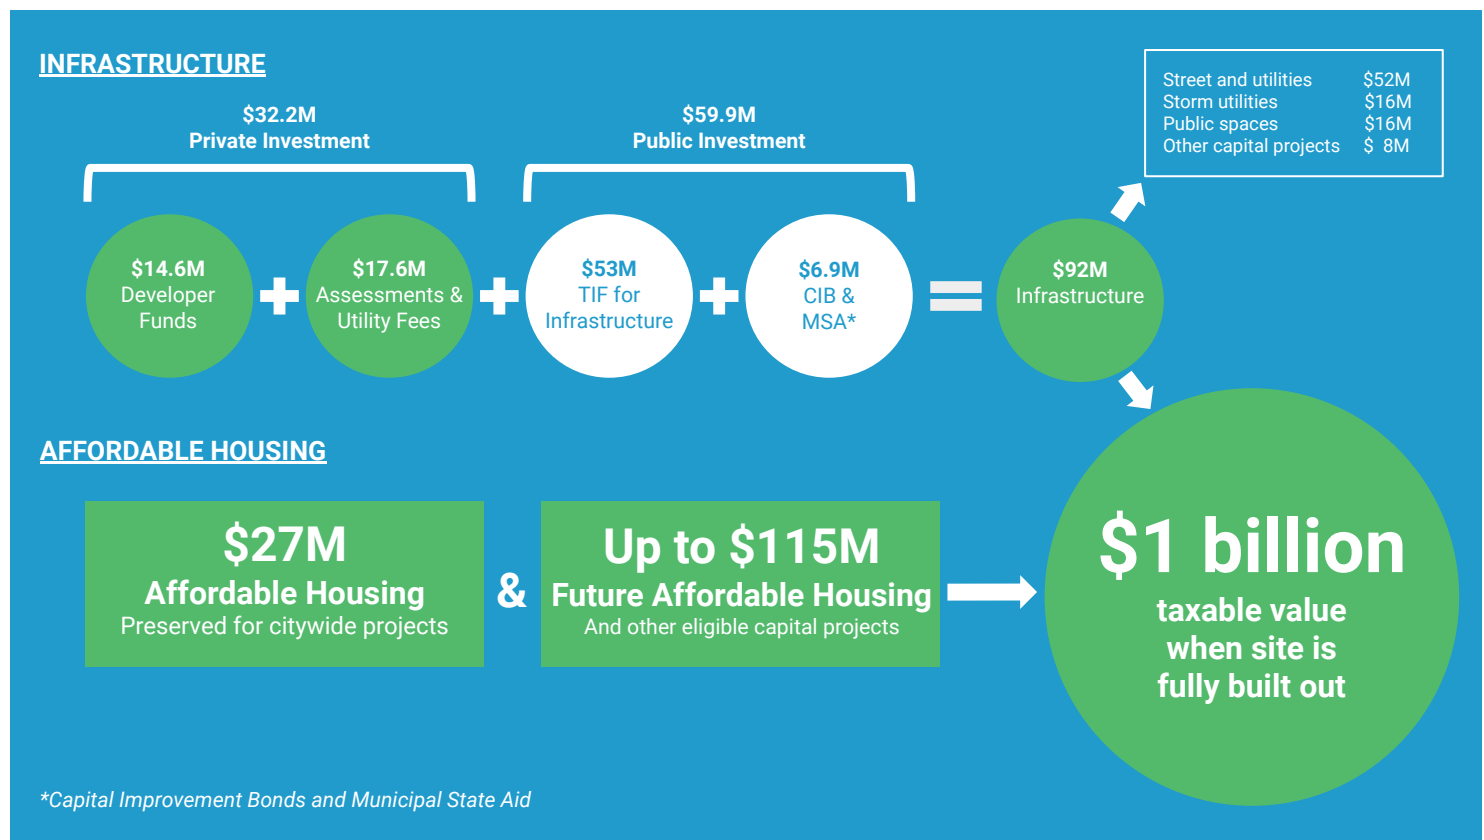 INFRASTRUCTURE
$32.2M
Private Investment
$59.9M
Public Investment
Street and utilities $52M
Storm utilities $16M
Public spaces $16M
Other capital projects $ 8M
$14.6M
Developer
Funds
$17.6M
Assessments &
Utility Fees
$53M
TIF for
Infrastructure
$6.9M
CIB &
MSA*
$92M
Infrastructure
AFFORDABLE HOUSING
$27M
Affordable Housing
Preserved for citywide projects
&
Up to $115M
Future Affordable Housing
And other eligible capital projects
$1 billion
taxable value
when site is
fully built out
*Capital Improvement Bonds and Municipal State Aid